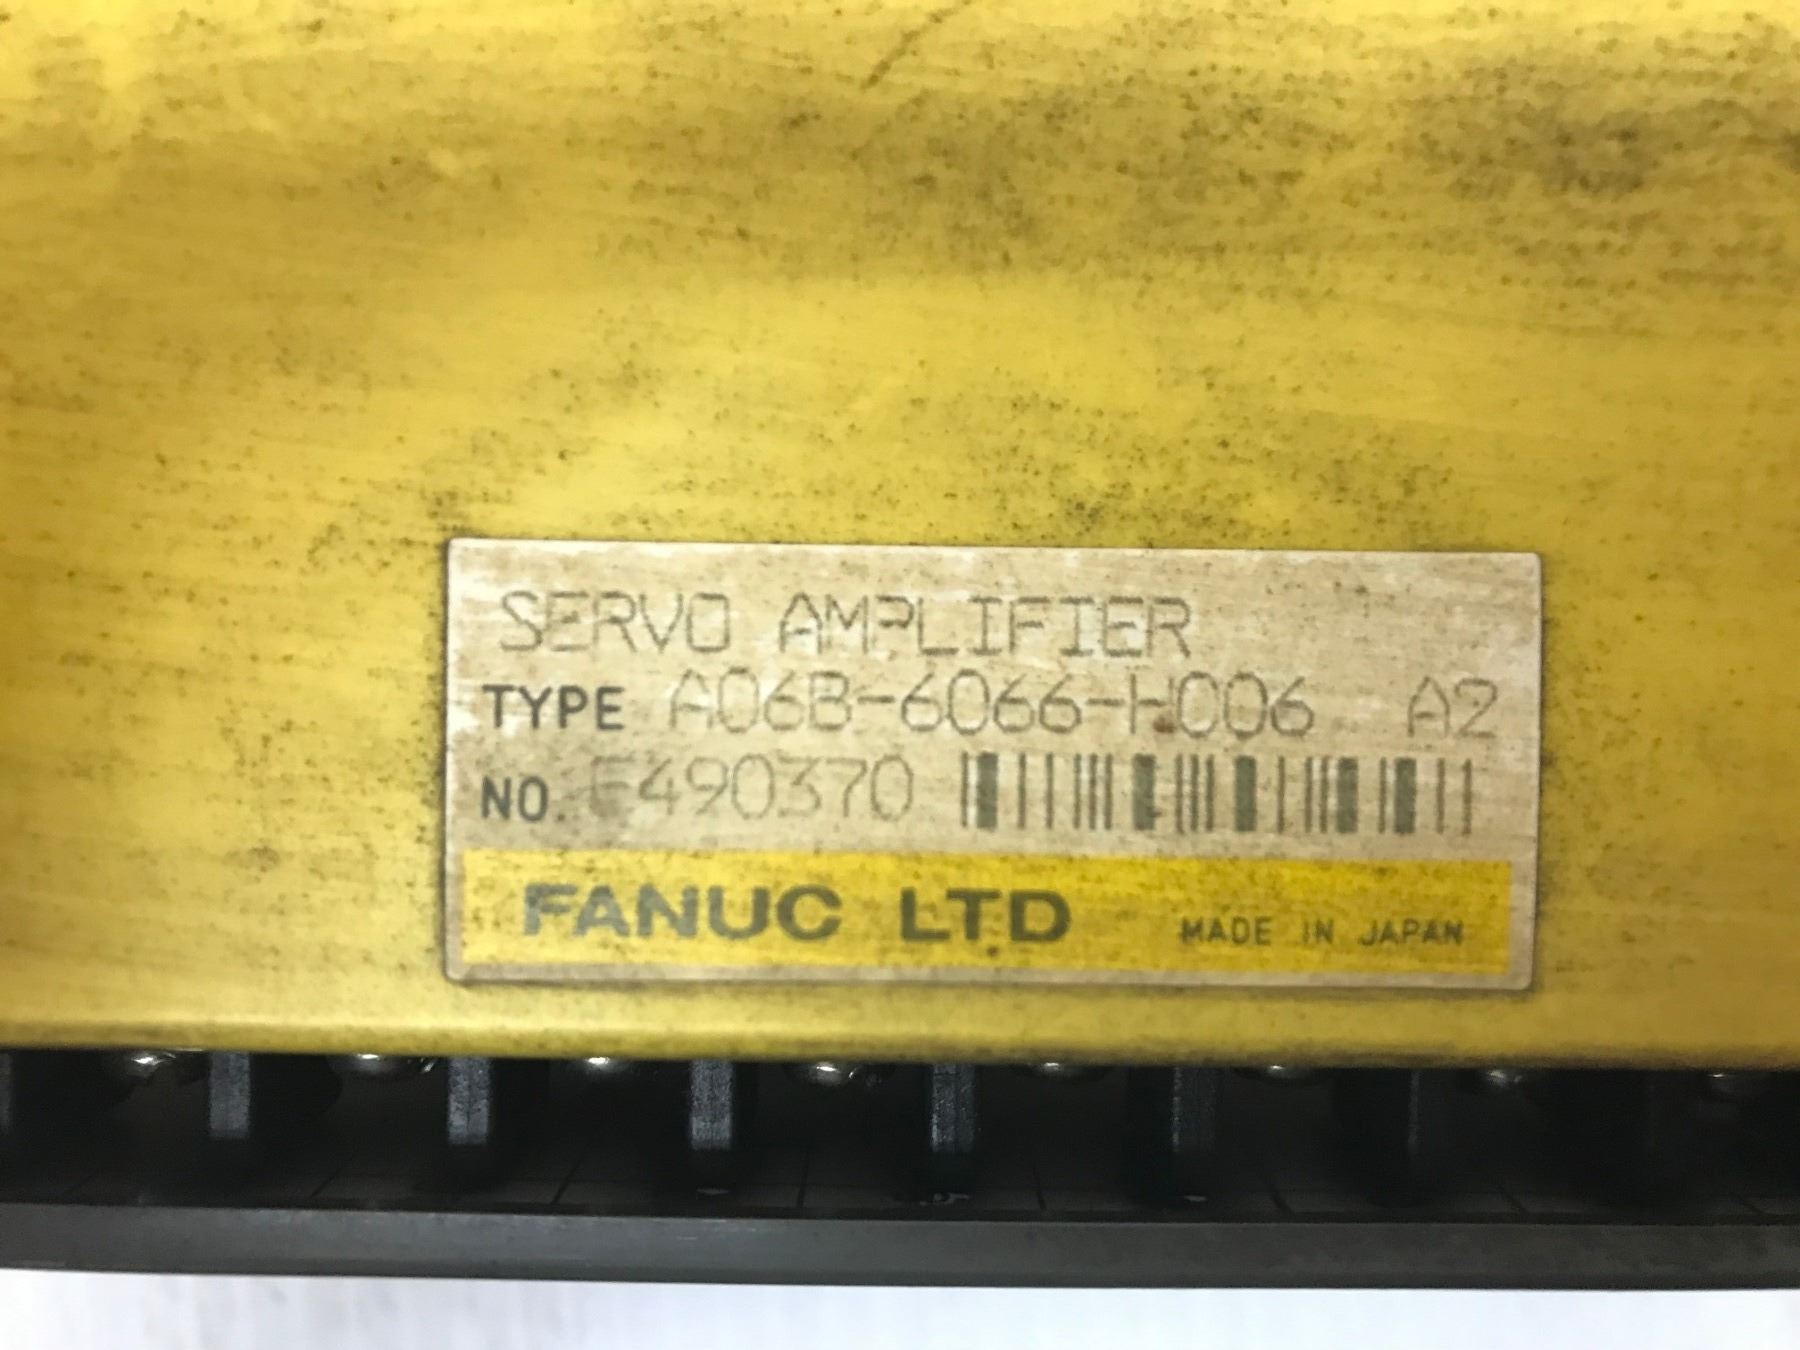 SERVO AMPLIFIER
TYPE A06B-6066-H006 A2
NO. E490370
FANUC LTD MADE IN JAPAN